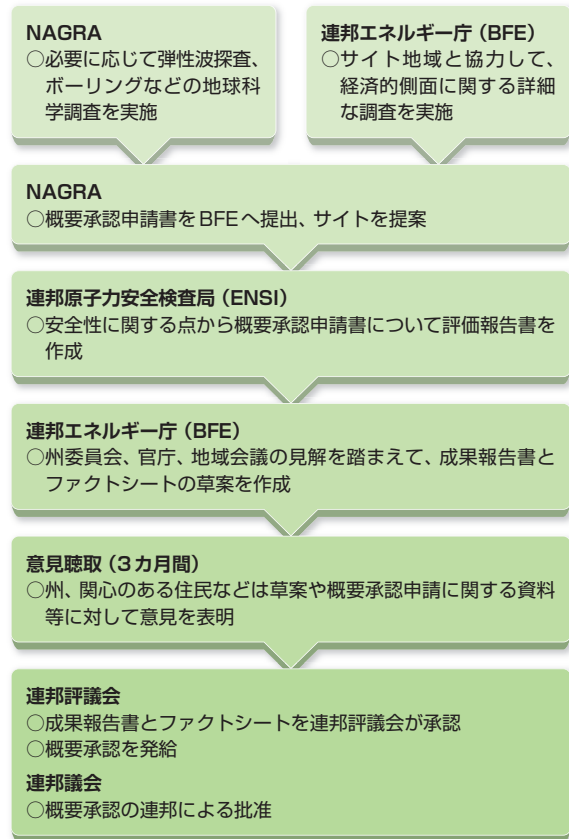 NAGRA
○必要に応じて弾性波探査、
ボーリングなどの地球科
学調査を実施
連邦エネルギー庁（BFE）
○サイト地域と協力して、
経済的側面に関する詳細
な調査を実施
NAGRA
○概要承認申請書をBFEへ提出、サイトを提案
連邦原子力安全検査局（ENSI）
○安全性に関する点から概要承認申請書について評価報告書を
作成
連邦エネルギー庁（BFE）
○州委員会、官庁、地域会議の見解を踏まえて、成果報告書と
ファクトシートの草案を作成
意見聴取（3カ月間）
○州、関心のある住民などは草案や概要承認申請に関する資料
等に対して意見を表明
連邦評議会
○成果報告書とファクトシートを連邦評議会が承認
○概要承認を発給
連邦議会
○概要承認の連邦による批准